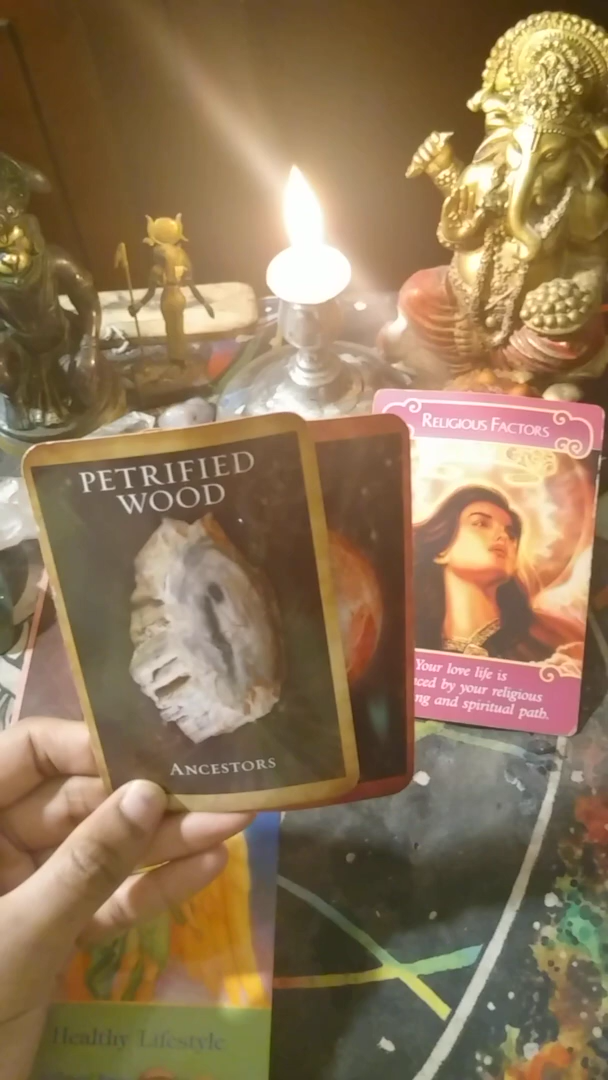 PETRIFIED
WOOD
ANCESTORS
RELIGIOUS FACTORS
Your love life is
nced by your religious
ng and spiritual path.
Healthy Lifestyle